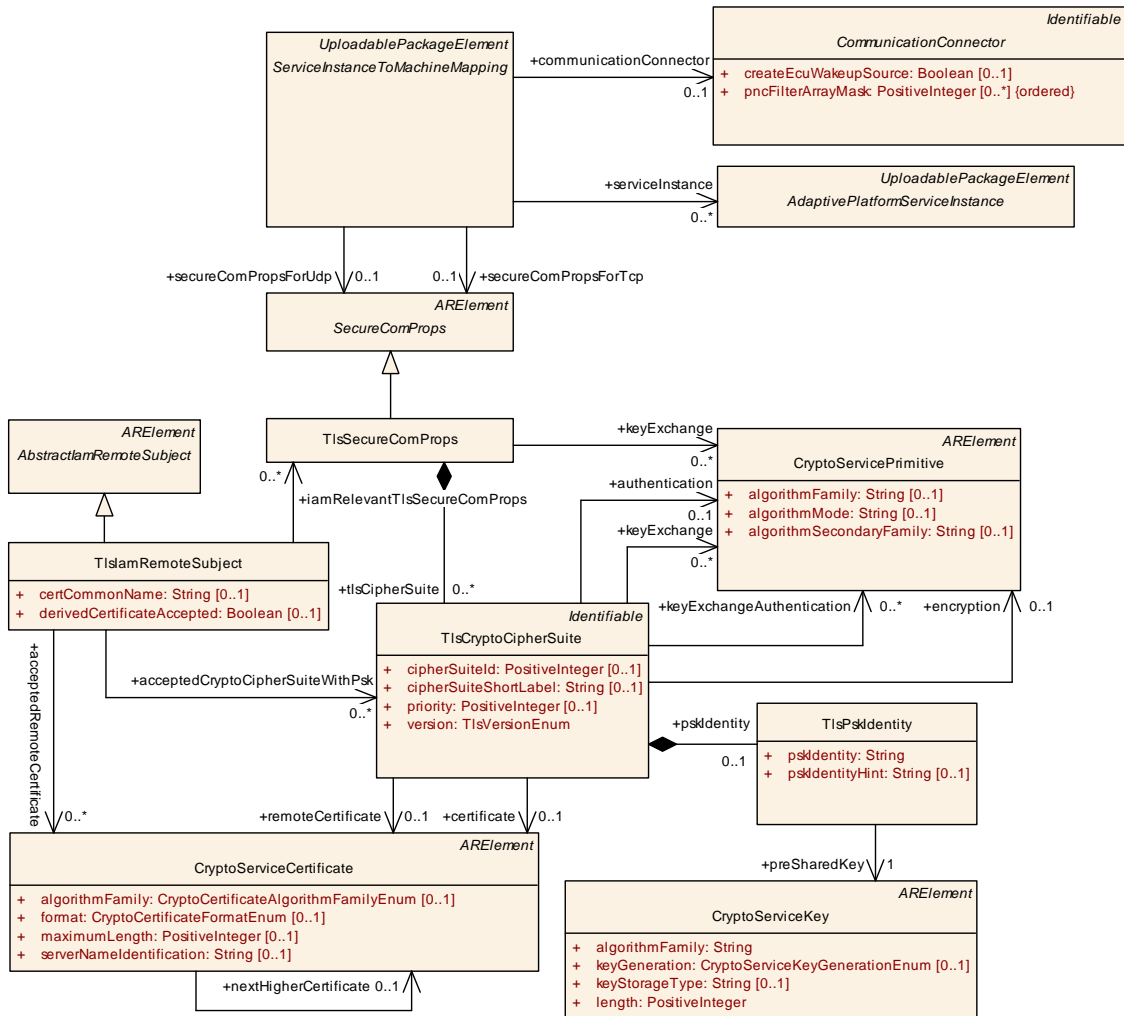 Identifiable
CommunicationConnector
+ createEcuWakeupSource: Boolean [0..1]
+ pncFilterArrayMask: PositiveInteger [0..*] {ordered}
UploadablePackageElement
ServiceInstanceToMachineMapping
+communicationConnector
0..1
+serviceInstance
0..*
UploadablePackageElement
AdaptivePlatformServiceInstance
+secureComPropsForUdp
0..1
0..1
+secureComPropsForTcp
ARElement
SecureComProps
ARElement
AbstractIamRemoteSubject
TlsSecureComProps
+keyExchange
0..*
ARElement
CryptoServicePrimitive
+ algorithmFamily: String [0..1]
+ algorithmMode: String [0..1]
+ algorithmSecondaryFamily: String [0..1]
0..*
+iamRelevantTlsSecureComProps
+authentication
0..1
+keyExchange
0..*
TlsIamRemoteSubject
+ certCommonName: String [0..1]
+ derivedCertificateAccepted: Boolean [0..1]
+tlsCipherSuite
0..*
+keyExchangeAuthentication
0..*
+encryption
0..1
Identifiable
TlsCryptoCipherSuite
+ cipherSuiteId: PositiveInteger [0..1]
+ cipherSuiteShortLabel: String [0..1]
+ priority: PositiveInteger [0..1]
+ version: TlsVersionEnum
+acceptedCryptoCipherSuiteWithPsk
0..*
+acceptedRemoteCertificate
0..*
+pskIdentity
0..1
TlsPskIdentity
+ pskIdentity: String
+ pskIdentityHint: String [0..1]
+remoteCertificate
0..1
+certificate
0..1
+preSharedKey
1
ARElement
CryptoServiceCertificate
+ algorithmFamily: CryptoCertificateAlgorithmFamilyEnum [0..1]
+ format: CryptoCertificateFormatEnum [0..1]
+ maximumLength: PositiveInteger [0..1]
+ serverNameIdentification: String [0..1]
+nextHigherCertificate 0..1
ARElement
CryptoServiceKey
+ algorithmFamily: String
+ keyGeneration: CryptoServiceKeyGenerationEnum [0..1]
+ keyStorageType: String [0..1]
+ length: PositiveInteger